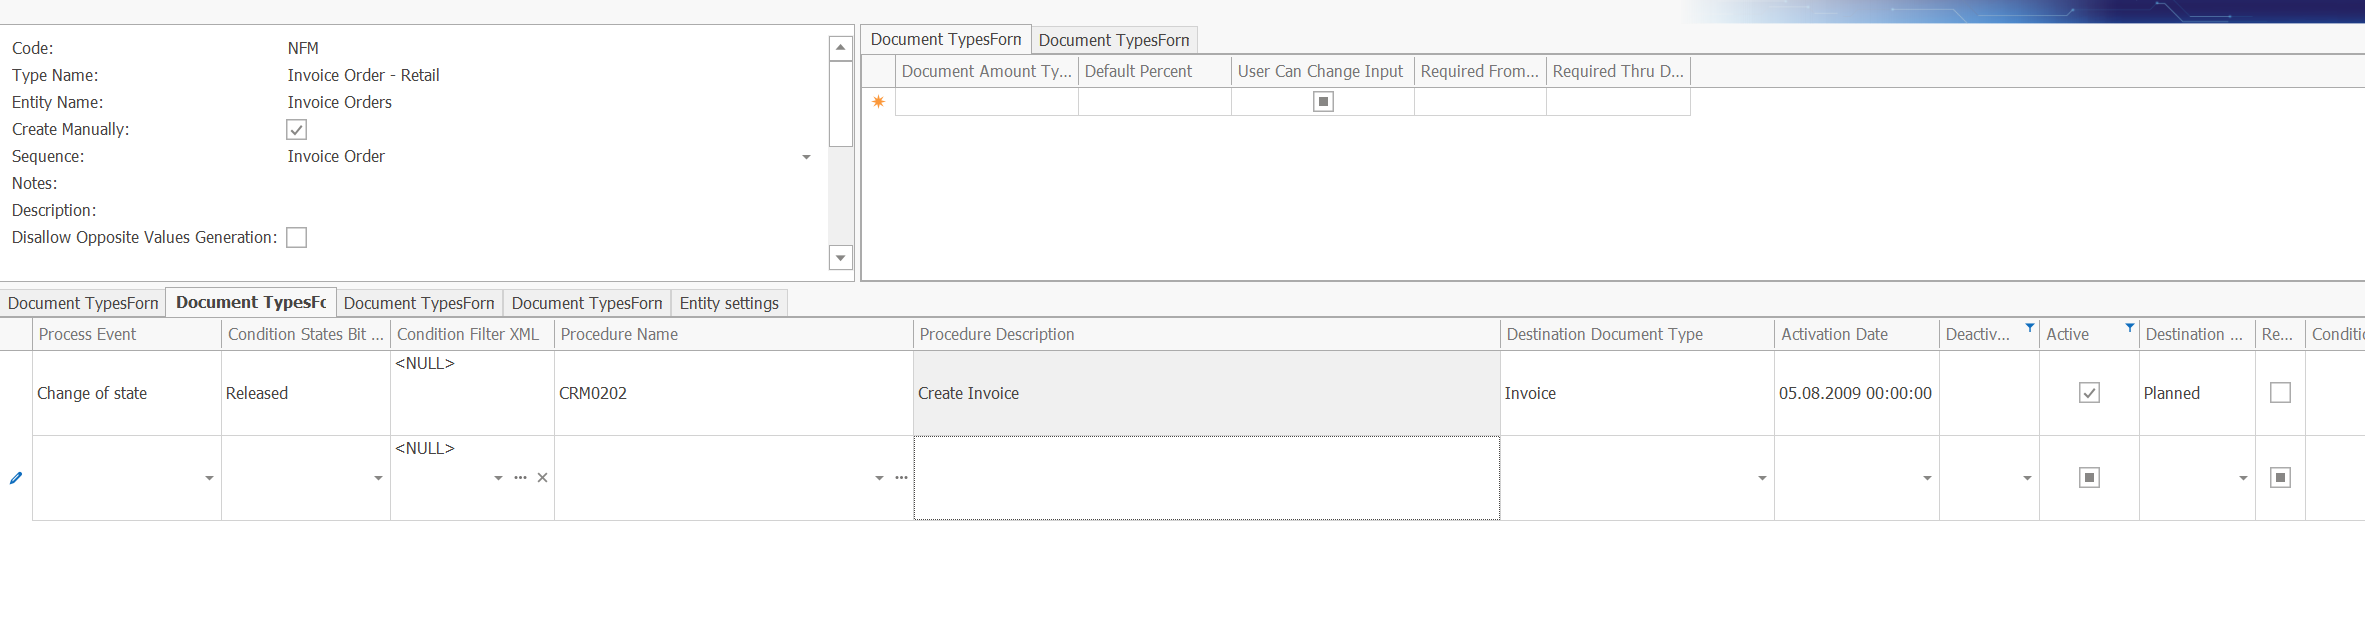 Code: NFM
Type Name: Invoice Order - Retail
Entity Name: Invoice Orders
Create Manually:
Sequence: Invoice Order
Notes:
Description:
Disallow Opposite Values Generation:
Document TypesForn Document TypesForn
Document Amount Ty... Default Percent User Can Change Input Required From... Required Thru D...
Document TypesForn Document TypesFc Document TypesForn Document TypesForn Entity settings
Process Event Condition States Bit ... Condition Filter XML Procedure Name Procedure Description Destination Document Type Activation Date Deactiv... Active Destination ... Re... Conditic
<NULL>
Change of state Released CRM0202 Create Invoice Invoice 05.08.2009 00:00:00 Planned
<NULL>